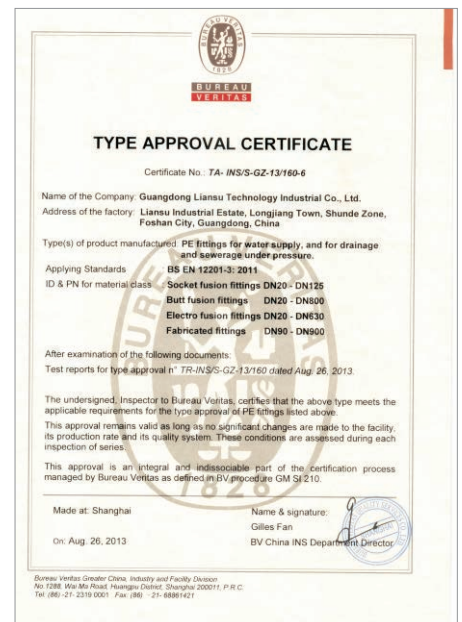 BUREAU VERITAS
1828
BUREAU
VERITAS
TYPE APPROVAL CERTIFICATE
Certificate No.: TA- INS/S-GZ-13/160-6
Name of the Company: Guangdong Liansu Technology Industrial Co., Ltd.
Address of the factory: Liansu Industrial Estate, Longjiang Town, Shunde Zone,
Foshan City, Guangdong, China
Type(s) of product manufactured: PE fittings for water supply, and for drainage
and sewerage under pressure.
Applying Standards : BS EN 12201-3: 2011
ID & PN for material class : Socket fusion fittings DN20 - DN125
Butt fusion fittings DN20 - DN800
Electro fusion fittings DN20 - DN630
Fabricated fittings DN90 - DN900
After examination of the following documents:
Test reports for type approval n° TR-INS/S-GZ-13/160 dated Aug. 26, 2013.
The undersigned, Inspector to Bureau Veritas, certifies that the above type meets the
applicable requirements for the type approval of PE fittings listed above.
This approval remains valid as long as no significant changes are made to the facility,
its production rate and its quality system. These conditions are assessed during each
inspection of series.
This approval is an integral and indissociable part of the certification process
managed by Bureau Veritas as defined in BV procedure GM SI 210.
1828
Made at: Shanghai
Name & signature:
Gilles Fan
On: Aug. 26, 2013
BV China INS Department Director
Bureau Veritas Greater China, Industry and Facility Division
No.1288, Wai Ma Road, Huangpu District, Shanghai 200011, P.R.C.
Tel: (86) -21- 2319 0001 Fax: (86) - 21- 68861421